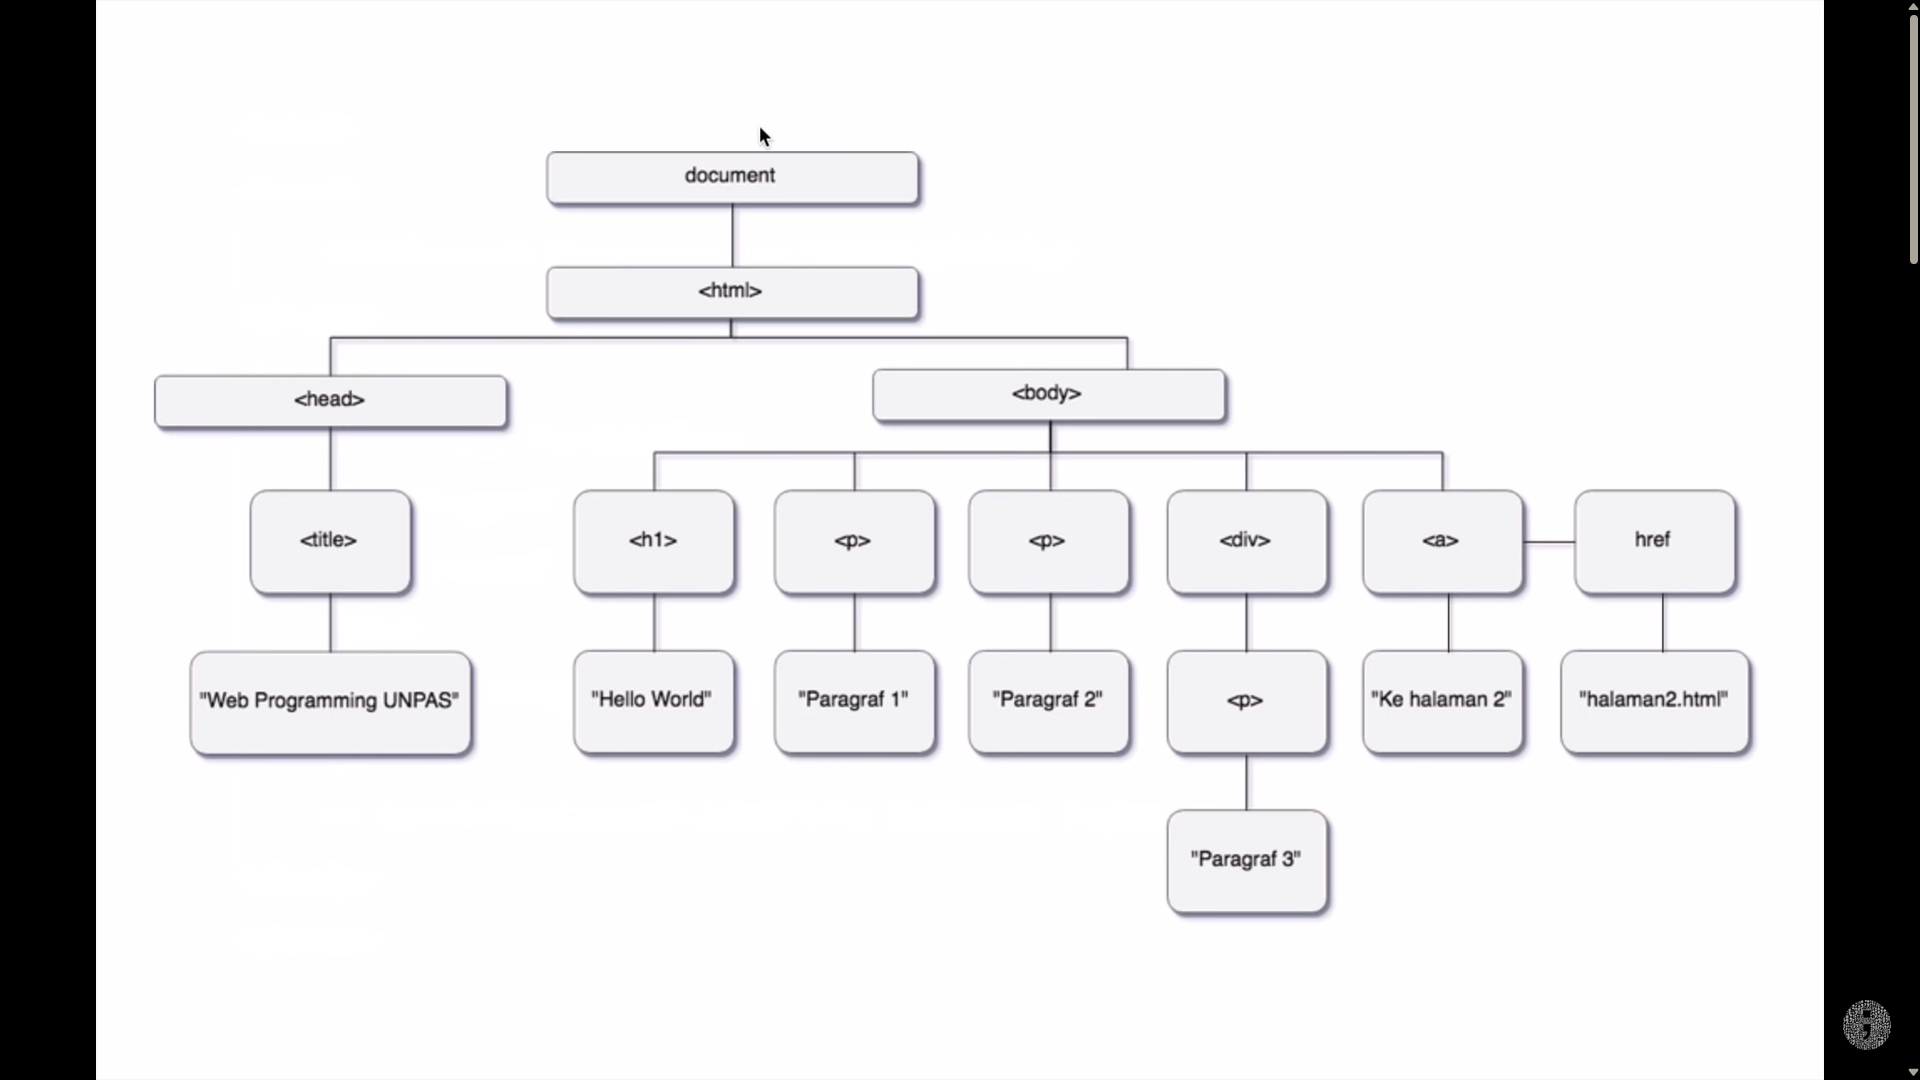 document
<html>
<head>
<body>
<title>
<h1>
<p>
<p>
<div>
<a>
href
"Web Programming UNPAS"
"Hello World"
"Paragraf 1"
"Paragraf 2"
<p>
"Ke halaman 2"
"halaman2.html"
"Paragraf 3"